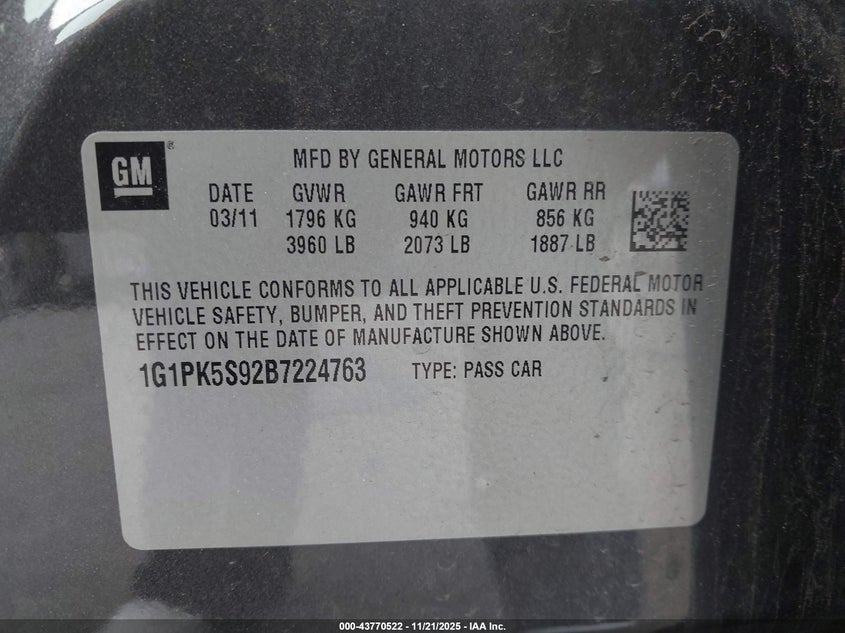 GM
MFD BY GENERAL MOTORS LLC
DATE GVWR GAWR FRT GAWR RR
03/11 1796 KG 940 KG 856 KG
3960 LB 2073 LB 1887 LB
THIS VEHICLE CONFORMS TO ALL APPLICABLE U.S. FEDERAL MOTOR
VEHICLE SAFETY, BUMPER, AND THEFT PREVENTION STANDARDS IN
EFFECT ON THE DATE OF MANUFACTURE SHOWN ABOVE.
1G1PK5S92B7224763 TYPE: PASS CAR
000-43770522 - 11/21/2025 - IAA Inc.